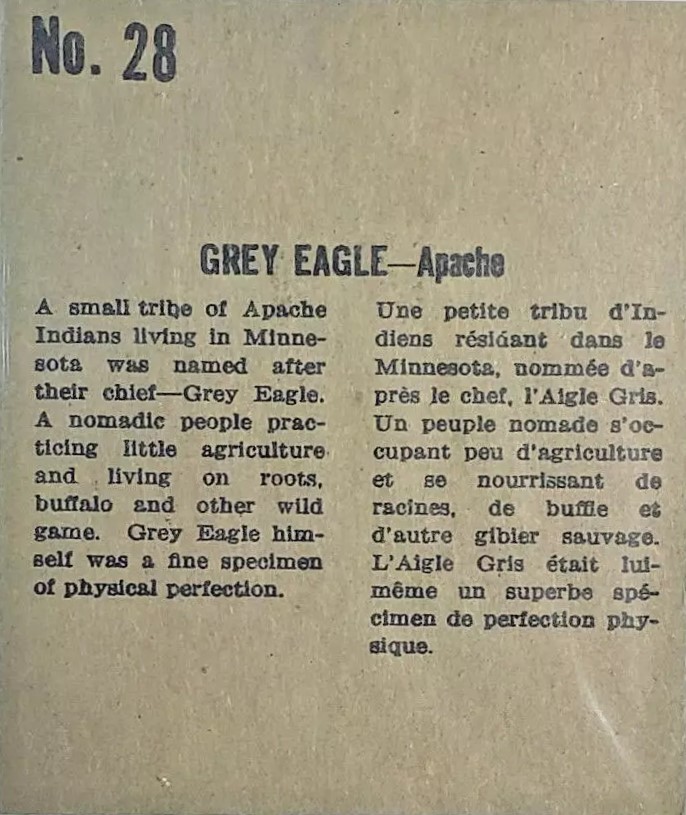 No. 28
GREY EAGLE—Apache
A small tribe of Apache
Indians living in Minne-
sota was named after
their chief—Grey Eagle.
A nomadic people prac-
ticing little agriculture
and living on roots,
buffalo and other wild
game. Grey Eagle him-
self was a fine specimen
of physical perfection.
Une petite tribu d'In-
diens résidant dans le
Minnesota, nommée d'a-
près le chef, l'Aigle Gris.
Un peuple nomade s'oc-
cupant peu d'agriculture
et se nourrissant de
racines, de buffle et
d'autre gibier sauvage.
L'Aigle Gris était lui-
même un superbe spé-
cimen de perfection phy-
sique.